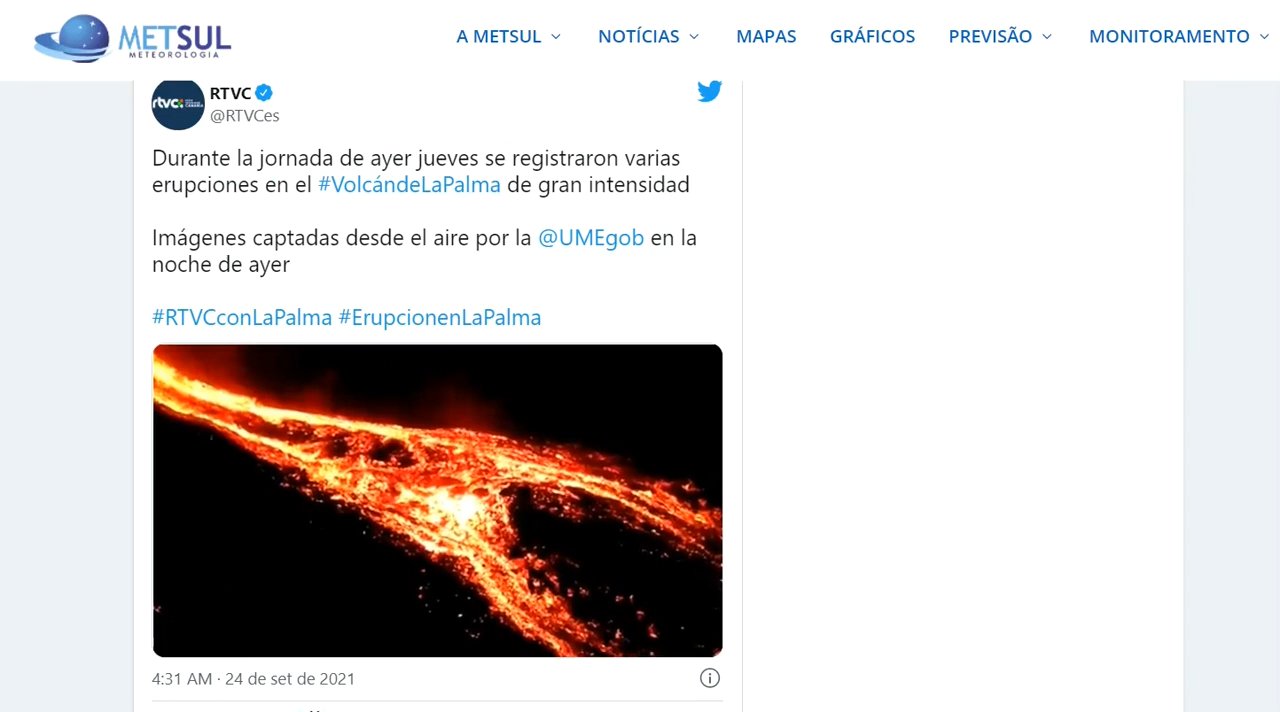 METSUL
METEOROLOGIA
A METSUL
NOTÍCIAS
MAPAS
GRÁFICOS
PREVISÃO
MONITORAMENTO
rtvc
RTVC
@RTVCes
Durante la jornada de ayer jueves se registraron varias
erupciones en el #VolcándeLaPalma de gran intensidad
Imágenes captadas desde el aire por la @UMEgob en la
noche de ayer
#RTVCconLaPalma #ErupcionenLaPalma
4:31 AM · 24 de set de 2021